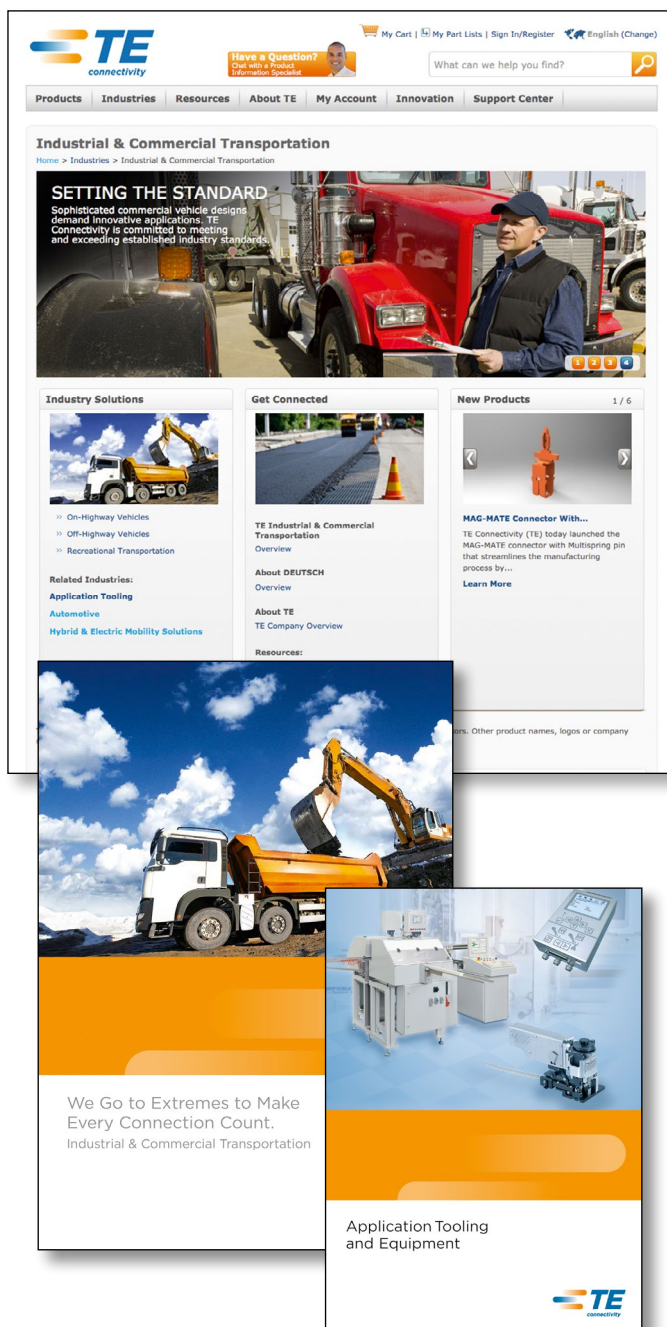 TE
connectivity
My Cart | My Part Lists | Sign In/Register English (Change)
Have a Question?
Chat with a Product
Information Specialist
What can we help you find?
Products Industries Resources About TE My Account Innovation Support Center
Industrial & Commercial Transportation
Home > Industries > Industrial & Commercial Transportation
SETTING THE STANDARD
Sophisticated commercial vehicle designs
demand innovative applications. TE
Connectivity is committed to meeting
and exceeding established industry standards.
1 2 3 4
Industry Solutions
>> On-Highway Vehicles
>> Off-Highway Vehicles
>> Recreational Transportation
Related Industries:
Application Tooling
Automotive
Hybrid & Electric Mobility Solutions
Get Connected
TE Industrial & Commercial
Transportation
Overview
About DEUTSCH
Overview
About TE
TE Company Overview
Resources:
New Products 1 / 6
MAG-MATE Connector With...
TE Connectivity (TE) today launched the
MAG-MATE connector with Multispring pin
that streamlines the manufacturing
process by...
Learn More
ors. Other product names, logos or company
We Go to Extremes to Make
Every Connection Count.
Industrial & Commercial Transportation
Application Tooling
and Equipment
TE
connectivity